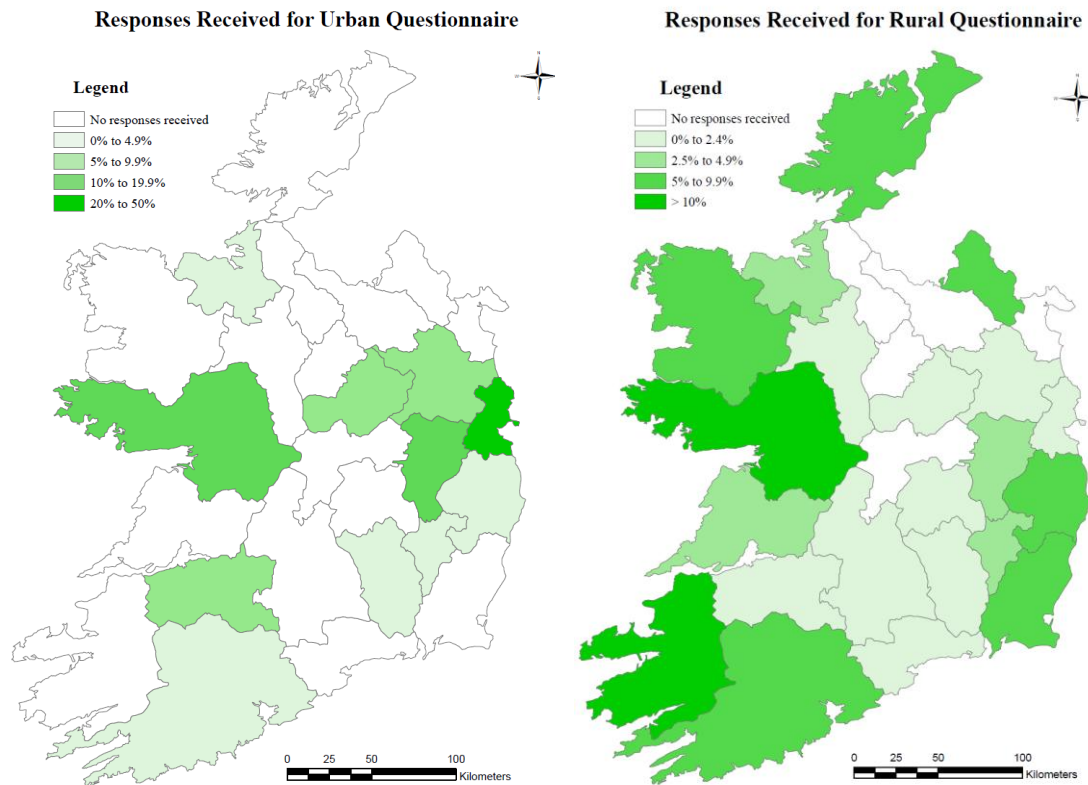 Responses Received for Urban Questionnaire
N
W
E
S
Legend
No responses received
0% to 4.9%
5% to 9.9%
10% to 19.9%
20% to 50%
0 25 50 100
Kilometers
Responses Received for Rural Questionnaire
N
W
E
S
Legend
No responses received
0% to 2.4%
2.5% to 4.9%
5% to 9.9%
> 10%
0 25 50 100
Kilometers